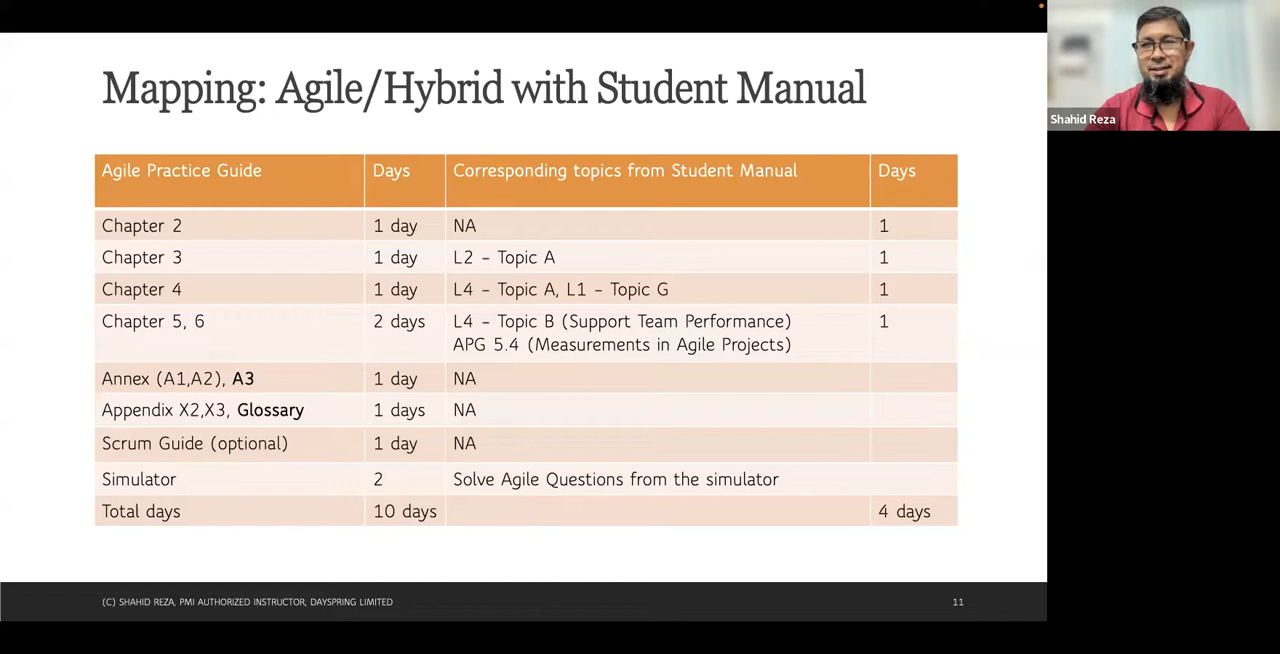 Mapping: Agile/Hybrid with Student Manual
Shahid Reza
Agile Practice Guide Days Corresponding topics from Student Manual Days
Chapter 2 1 day NA 1
Chapter 3 1 day L2 – Topic A 1
Chapter 4 1 day L4 – Topic A, L1 – Topic G 1
Chapter 5, 6 2 days L4 – Topic B (Support Team Performance) 1
APG 5.4 (Measurements in Agile Projects)
Annex (A1,A2), A3 1 day NA
Appendix X2,X3, Glossary 1 days NA
Scrum Guide (optional) 1 day NA
Simulator 2 Solve Agile Questions from the simulator
Total days 10 days 4 days
(C) SHAHID REZA, PMI AUTHORIZED INSTRUCTOR, DAYSPRING LIMITED 11